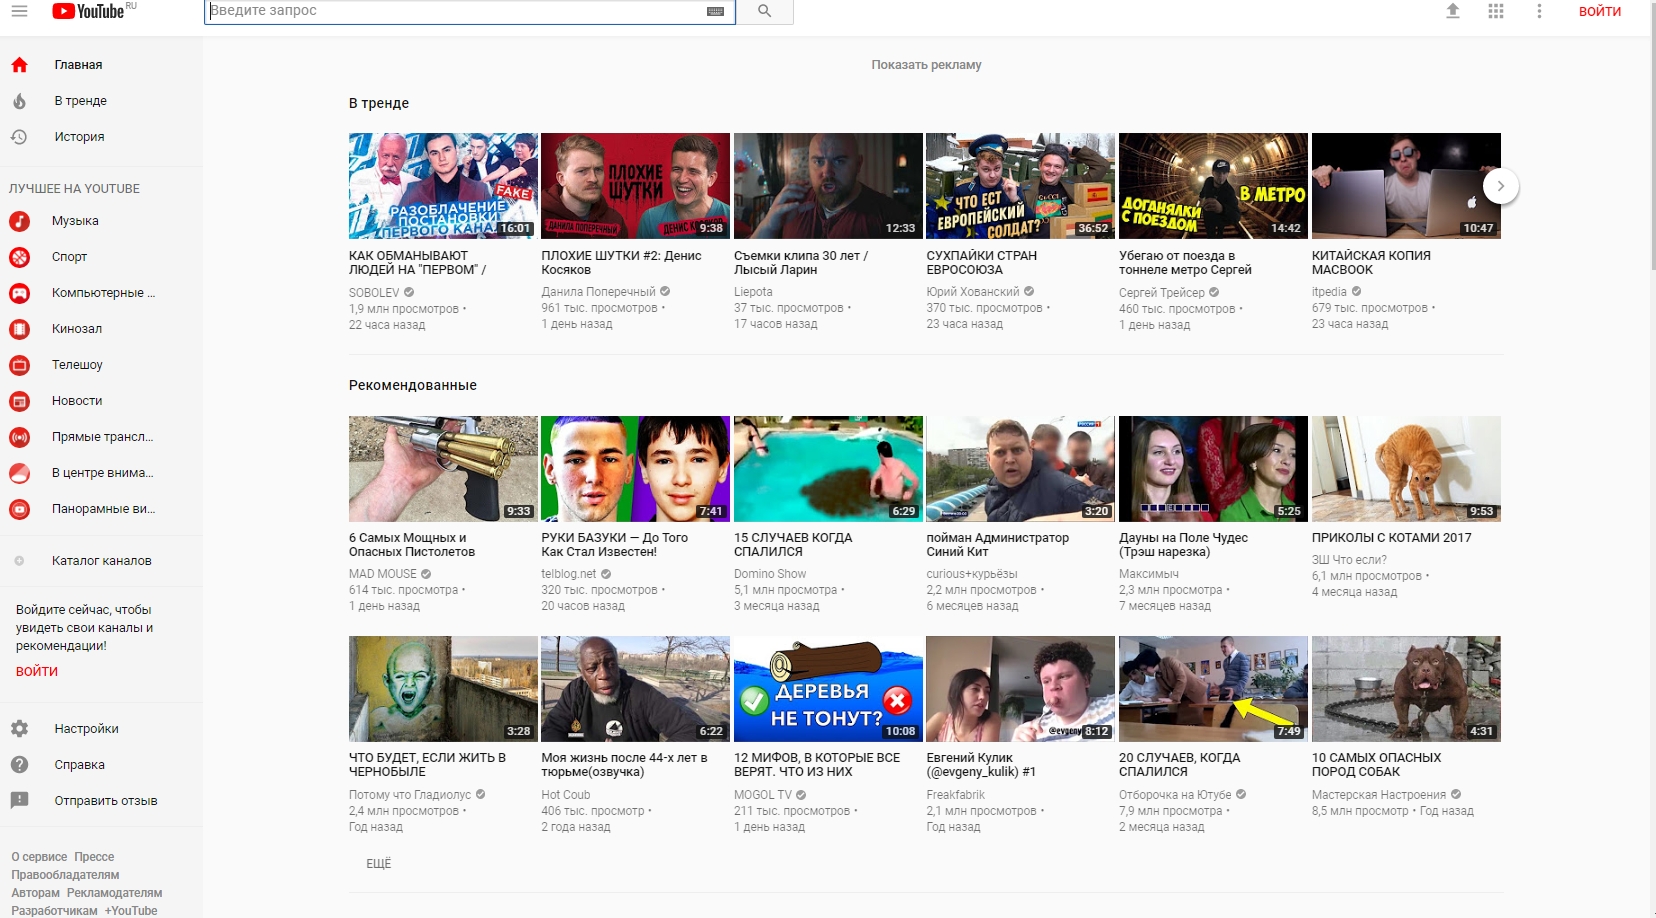 YouTube RU
Введите запрос
ВОЙТИ
Главная
В тренде
История
ЛУЧШЕЕ НА YOUTUBE
Музыка
Спорт
Компьютерные ...
Кинозал
Телешоу
Новости
Прямые трансл...
В центре внима...
Панорамные ви...
Каталог каналов
Войдите сейчас, чтобы
увидеть свои каналы и
рекомендации!
ВОЙТИ
Настройки
Справка
Отправить отзыв
О сервисе Прессе
Правообладателям
Авторам Рекламодателям
Разработчикам +YouTube
Показать рекламу
В тренде
FAKE
РАЗОБЛАЧЕНИЕ
ПОСТАНОВКИ
ПЕРВОГО КАНА
16:01
КАК ОБМАНЫВАЮТ
ЛЮДЕЙ НА "ПЕРВОМ" /
SOBOLEV
1,9 млн просмотров •
22 часа назад
ПЛОХИЕ
ШУТКИ
ДАНИЛА ПОПЕРЕЧНЫЙ
9:38
ПЛОХИЕ ШУТКИ #2: Денис
Косяков
Данила Поперечный
961 тыс. просмотров •
1 день назад
12:33
Съемки клипа 30 лет /
Лысый Ларин
Liepota
37 тыс. просмотров •
17 часов назад
ЧТО ЕСТ
ЕВРОПЕЙСКИЙ
СОЛДАТ?
36:52
СУХПАЙКИ СТРАН
ЕВРОСОЮЗА
Юрий Хованский
370 тыс. просмотров •
23 часа назад
В МЕТРО
ДОГАНЯЛКИ
С ПОЕЗДОМ
14:42
Убегаю от поезда в
тоннеле метро Сергей
Сергей Трейсер
460 тыс. просмотров •
1 день назад
10:47
КИТАЙСКАЯ КОПИЯ
MACBOOK
itpedia
679 тыс. просмотров •
23 часа назад
Рекомендованные
9:33
6 Самых Мощных и
Опасных Пистолетов
MAD MOUSE
614 тыс. просмотра •
1 день назад
7:41
РУКИ БАЗУКИ — До Того
Как Стал Известен!
telblog.net
320 тыс. просмотров •
20 часов назад
6:29
15 СЛУЧАЕВ КОГДА
СПАЛИЛСЯ
Domino Show
5,1 млн просмотра •
3 месяца назад
РОССИЯ 1
3:20
пойман Администратор
Синий Кит
curious+курьёзы
2,2 млн просмотров •
6 месяцев назад
5:25
Дауны на Поле Чудес
(Трэш нарезка)
Максимыч
2,3 млн просмотра •
7 месяцев назад
9:53
ПРИКОЛЫ С КОТАМИ 2017
ЗШ Что если?
6,1 млн просмотров •
4 месяца назад
3:28
ЧТО БУДЕТ, ЕСЛИ ЖИТЬ В
ЧЕРНОБЫЛЕ
Потому что Гладиолус
2,4 млн просмотров •
Год назад
6:22
Моя жизнь после 44-х лет в
тюрьме(озвучка)
Hot Coub
406 тыс. просмотр •
2 года назад
ДЕРЕВЬЯ
НЕ ТОНУТ?
10:08
12 МИФОВ, В КОТОРЫЕ ВСЕ
ВЕРЯТ. ЧТО ИЗ НИХ
MOGOL TV
211 тыс. просмотров •
1 день назад
@evgeny
8:12
Евгений Кулик
(@evgeny_kulik) #1
Freakfabrik
2,1 млн просмотров •
Год назад
7:49
20 СЛУЧАЕВ, КОГДА
СПАЛИЛСЯ
Отборочка на Ютубе
7,9 млн просмотра •
2 месяца назад
4:31
10 САМЫХ ОПАСНЫХ
ПОРОД СОБАК
Мастерская Настроения
8,5 млн просмотр • Год назад
ЕЩЁ